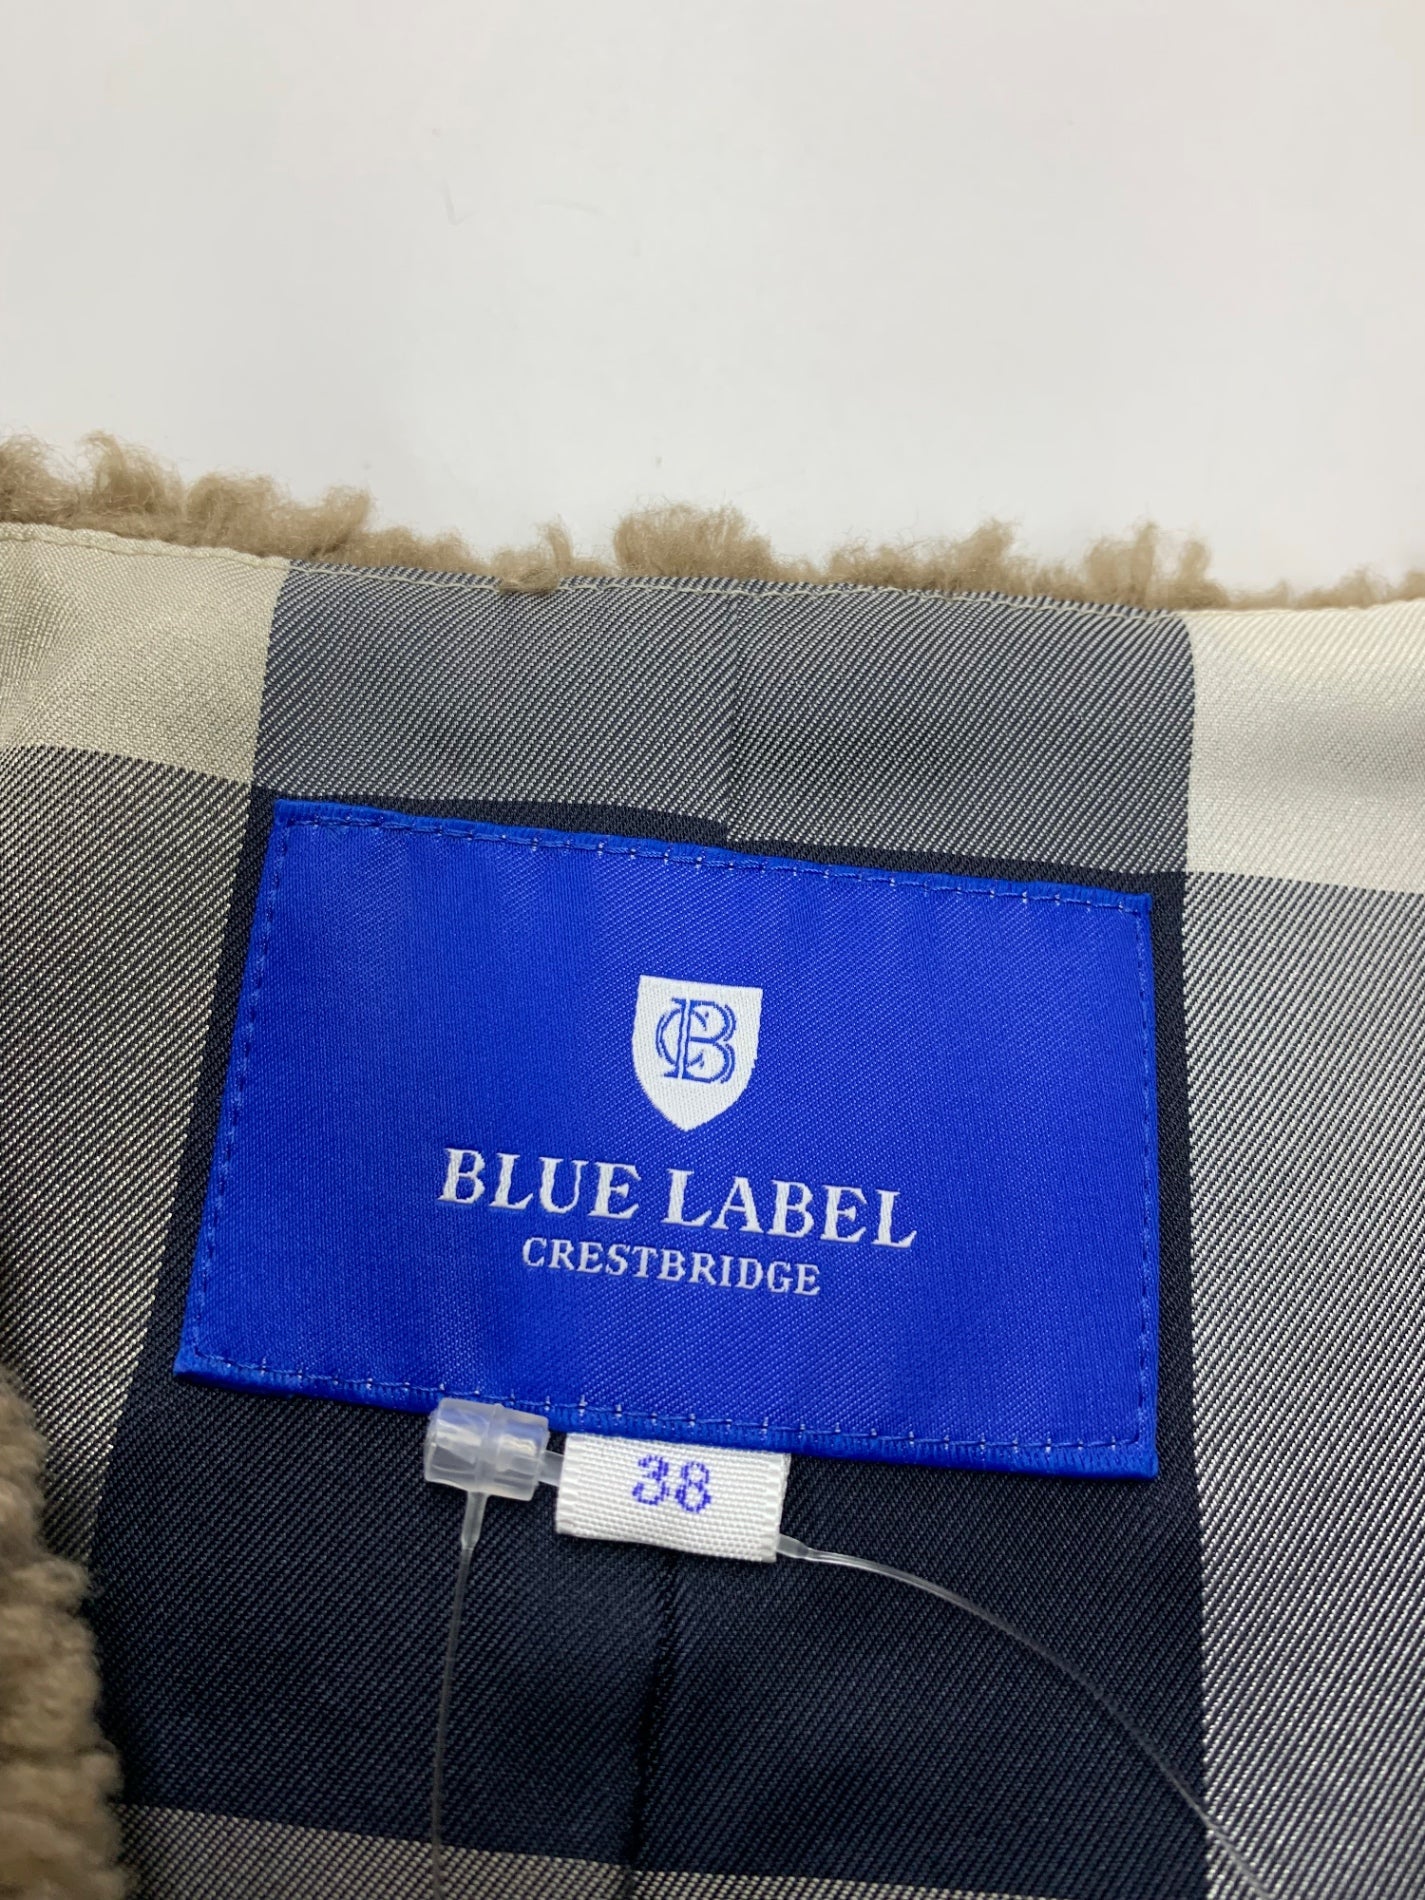 CB
BLUE LABEL
CRESTBRIDGE
38